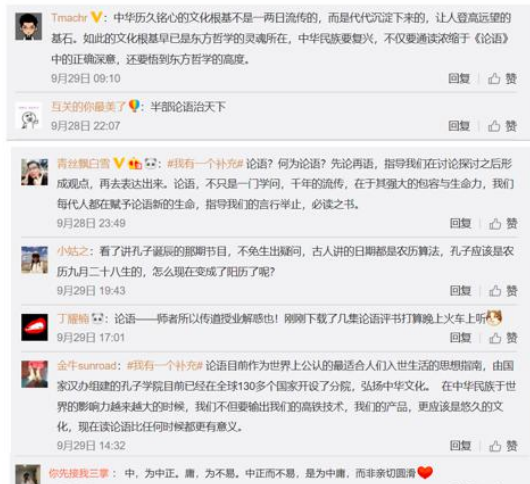 Tmachr：中华历久铭心的文化根基不是一两日流传的，而是代代沉淀下来的，让人登高远望的
基石。如此的文化根基早已是东方哲学的灵魂所在，中华民族要复兴，不仅要通读浓缩于《论语》
中的正确深意，还要悟到东方哲学的高度。
9月29日 09:10 回复 赞
互关的你最美了：半部论语治天下
9月28日 22:07 回复 赞
青丝飘白雪：#我有一个补充# 论语？何为论语？先论再语，指导我们在讨论探讨之后形
成观点，再去表达出来。论语，不只是一门学问，千年的流传，在于其强大的包容与生命力，我们
每代人都在赋予论语新的生命，指导我们的言行举止，必读之书。
9月28日 23:49 回复 赞
小姑之：看了讲孔子诞辰的那期节目，不免生出疑问，古人讲的日期都是农历算法，孔子应该是农
历九月二十八生的，怎么现在变成了阳历了呢？
9月29日 19:43 回复 赞
丁耀楠：论语——师者所以传道授业解惑也！刚刚下载了几集论语评书打算晚上火车上听
9月29日 17:01 回复 赞
金牛sunroad：#我有一个补充# 论语目前作为世界上公认的最适合人们入世生活的思想指南，由国
家汉办组建的孔子学院目前已经在全球130多个国家开设了分院，弘扬中华文化。 在中华民族于世
界的影响力越来越大的时候，我们不但要输出我们的高铁技术，我们的产品，更应该是悠久的文
化，现在读论语比任何时候都更有意义。
9月29日 14:32 回复 赞
你先接我三掌：中，为中正。庸，为不易。中正而不易，是为中庸，而非亲切圆滑